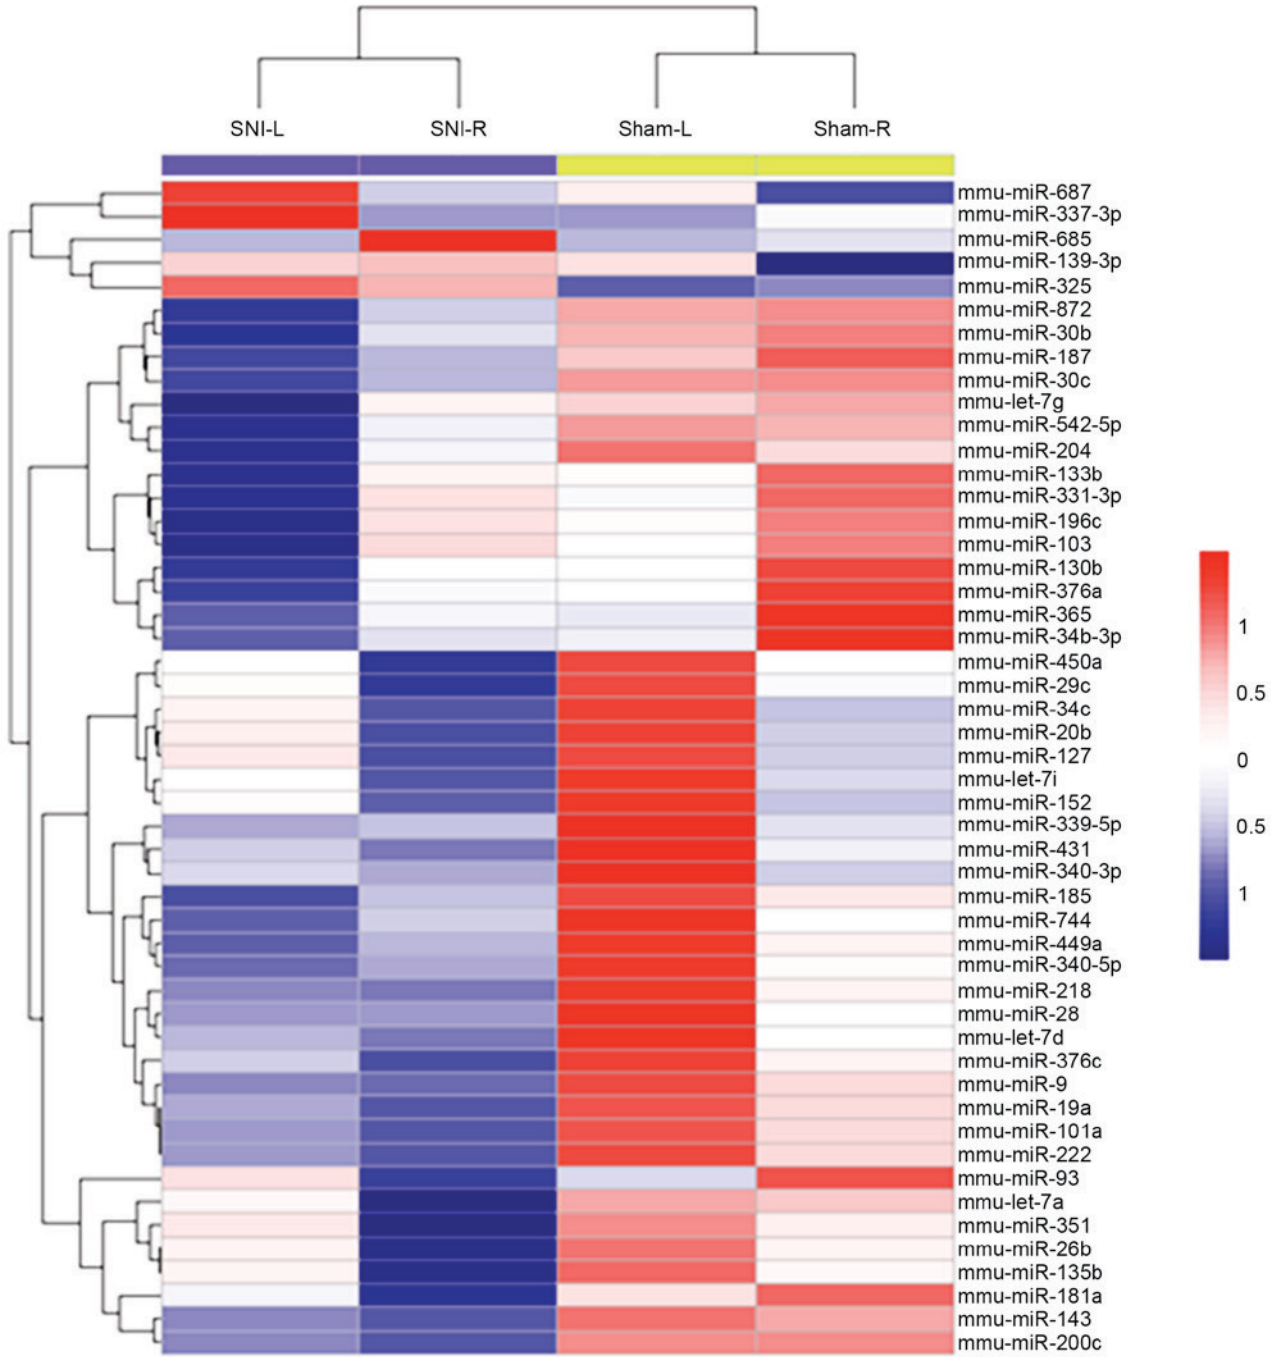 SNI-L SNI-R Sham-L Sham-R
mmu-miR-687
mmu-miR-337-3p
mmu-miR-685
mmu-miR-139-3p
mmu-miR-325
mmu-miR-872
mmu-miR-30b
mmu-miR-187
mmu-miR-30c
mmu-let-7g
mmu-miR-542-5p
mmu-miR-204
mmu-miR-133b
mmu-miR-331-3p
mmu-miR-196c
mmu-miR-103
mmu-miR-130b
mmu-miR-376a
mmu-miR-365
mmu-miR-34b-3p
mmu-miR-450a
mmu-miR-29c
mmu-miR-34c
mmu-miR-20b
mmu-miR-127
mmu-let-7i
mmu-miR-152
mmu-miR-339-5p
mmu-miR-431
mmu-miR-340-3p
mmu-miR-185
mmu-miR-744
mmu-miR-449a
mmu-miR-340-5p
mmu-miR-218
mmu-miR-28
mmu-let-7d
mmu-miR-376c
mmu-miR-9
mmu-miR-19a
mmu-miR-101a
mmu-miR-222
mmu-miR-93
mmu-let-7a
mmu-miR-351
mmu-miR-26b
mmu-miR-135b
mmu-miR-181a
mmu-miR-143
mmu-miR-200c
1
0.5
0
0.5
1